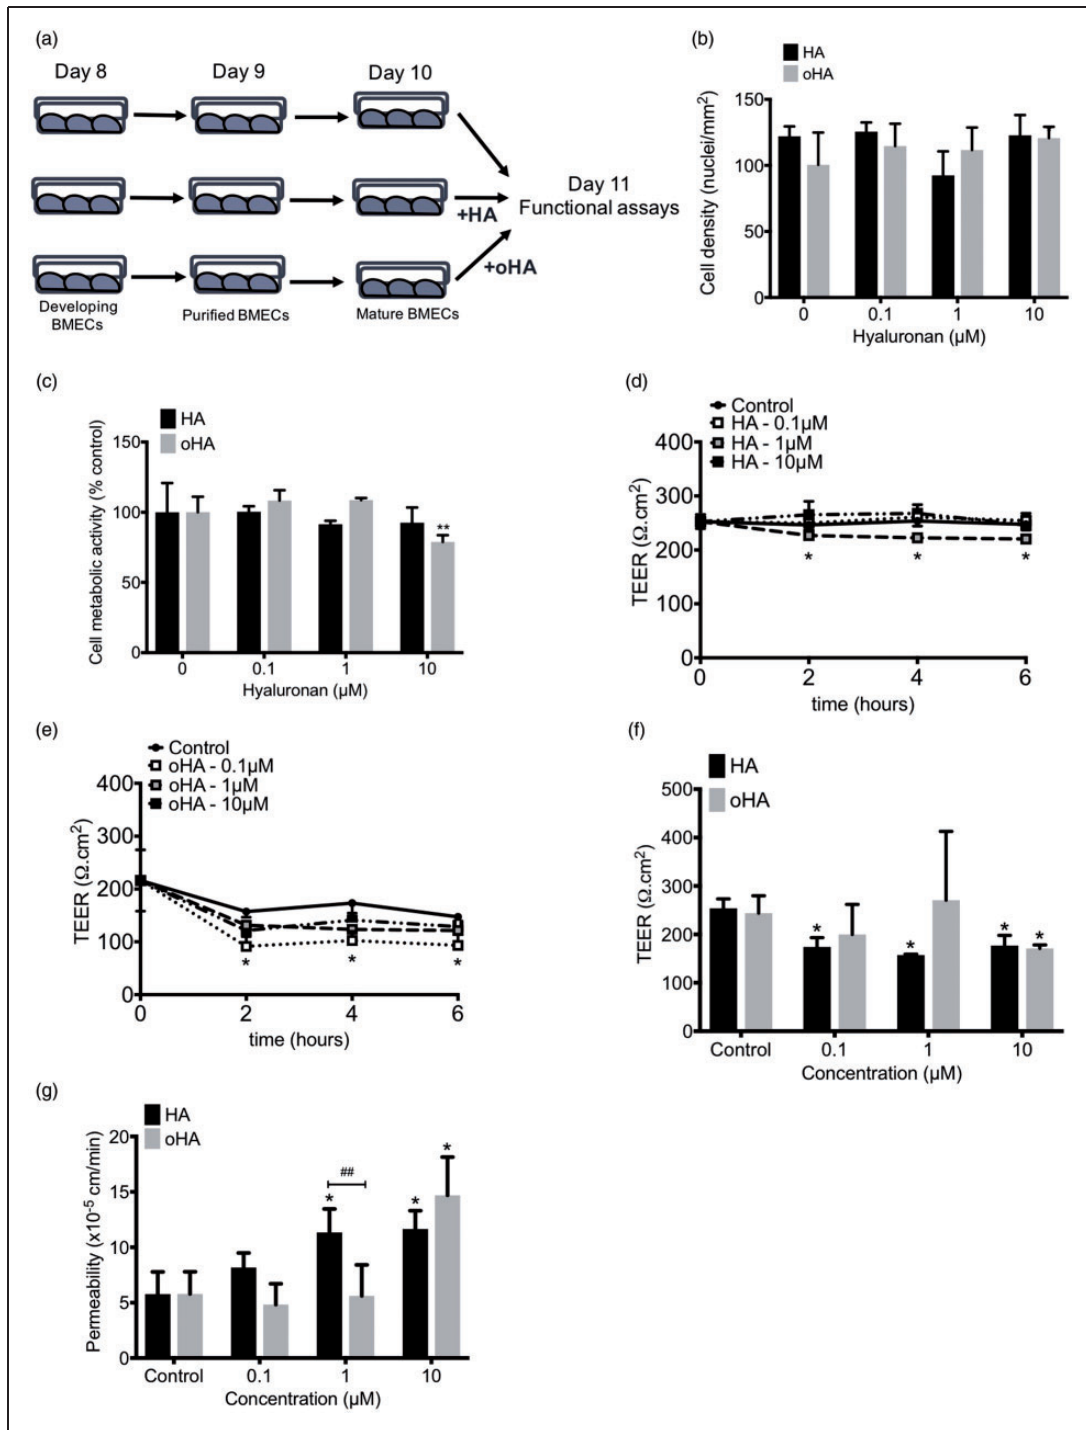 (a)
Day 8 Day 9 Day 10
+HA
+oHA
Day 11
Functional assays
Developing
BMECs
Purified BMECs
Mature BMECs
(b)
HA
oHA
Cell density (nuclei/mm²)
150
100
50
0
0 0.1 1 10
Hyaluronan (µM)
(c)
HA
oHA
Cell metabolic activity (% control)
150
100
50
0
**
0 0.1 1 10
Hyaluronan (µM)
(d)
Control
HA - 0.1µM
HA - 1µM
HA - 10µM
TEER (Ω.cm²)
400
300
200
100
0
* * *
0 2 4 6
time (hours)
(e)
Control
oHA - 0.1µM
oHA - 1µM
oHA - 10µM
TEER (Ω.cm²)
400
300
200
100
0
* * *
0 2 4 6
time (hours)
(f)
HA
oHA
TEER (Ω.cm²)
500
400
300
200
100
0
* * * *
Control 0.1 1 10
Concentration (µM)
(g)
HA
oHA
Permeability (x10⁻⁵ cm/min)
20
15
10
5
0
##
* * *
Control 0.1 1 10
Concentration (µM)